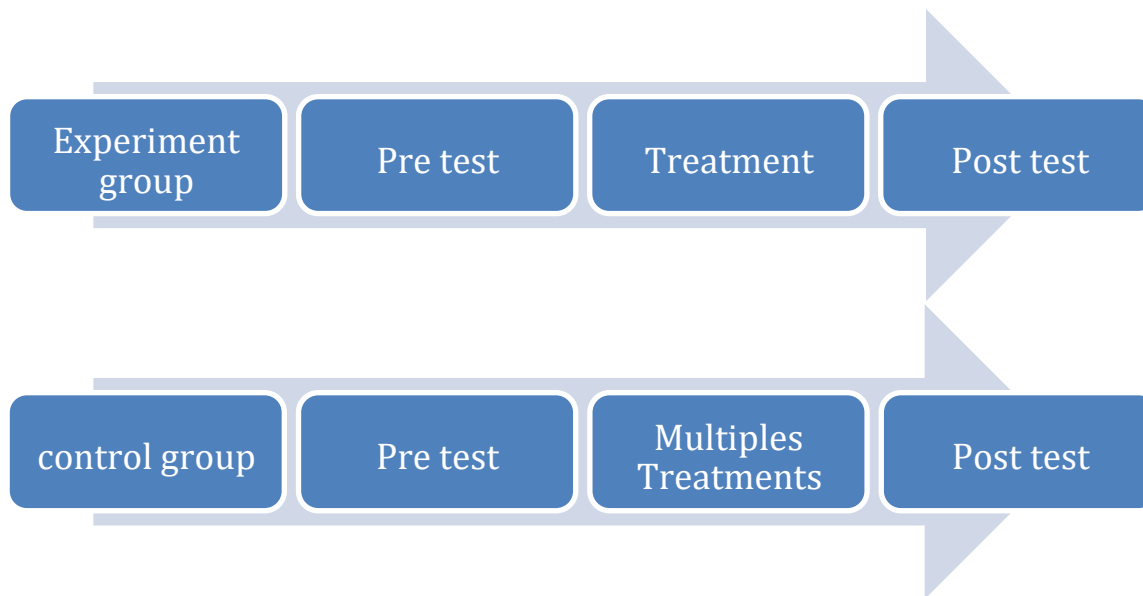 Experiment
group
Pre test
Treatment
Post test
control group
Pre test
Multiples
Treatments
Post test